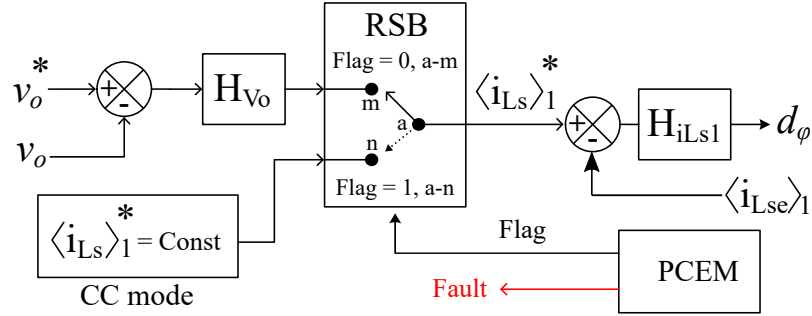 RSB
Flag = 0, a-m
v_o^*
+
-
H_Vo
m
a
n
⟨i_Ls⟩_1^*
+
-
H_iLs1
d_φ
v_o
Flag = 1, a-n
⟨i_Lse⟩_1
⟨i_Ls⟩_1^* = Const
CC mode
Flag
PCEM
Fault